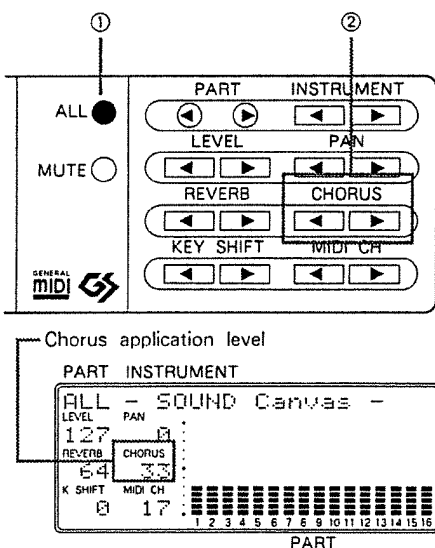 ① ②
PART INSTRUMENT
ALL
LEVEL PAN
MUTE
REVERB CHORUS
KEY SHIFT MIDI CH
GENERAL
MIDI GS
Chorus application level
PART INSTRUMENT
ALL - SOUND Canvas -
LEVEL PAN
127 0
REVERB CHORUS
64 33
K SHIFT MIDI CH
0 17
1 2 3 4 5 6 7 8 9 10 11 12 13 14 15 16
PART